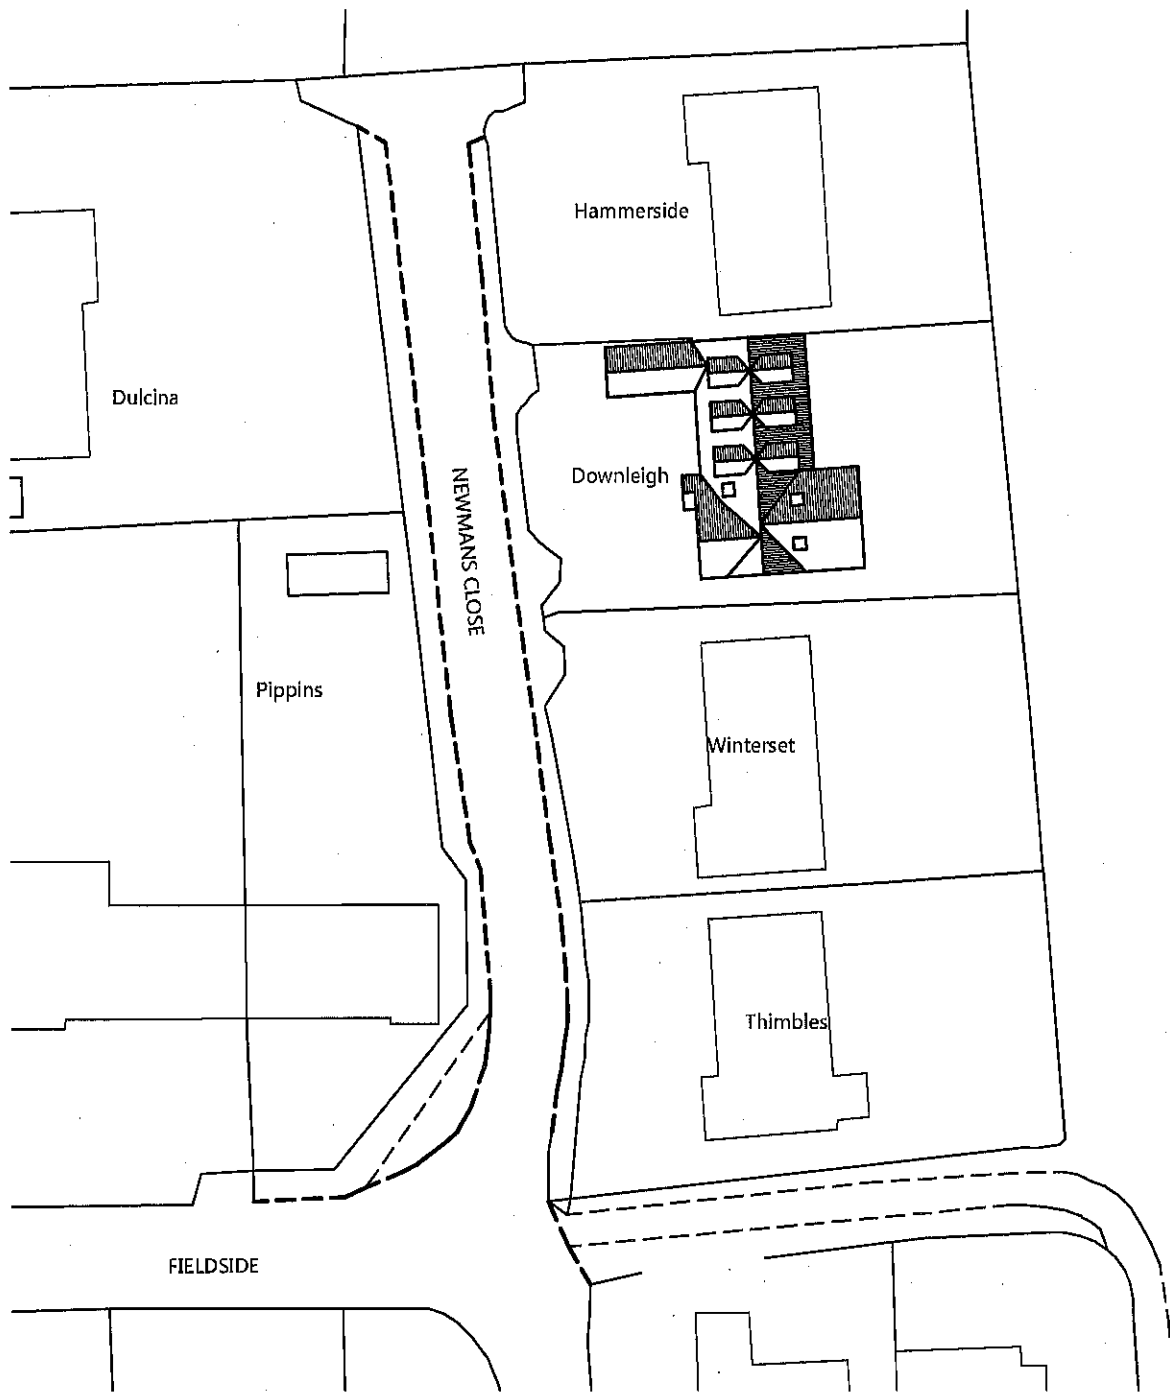 Hammerside
Dulcina
Downleigh
NEWMANS CLOSE
Pippins
Winterset
Thimbles
FIELDSIDE